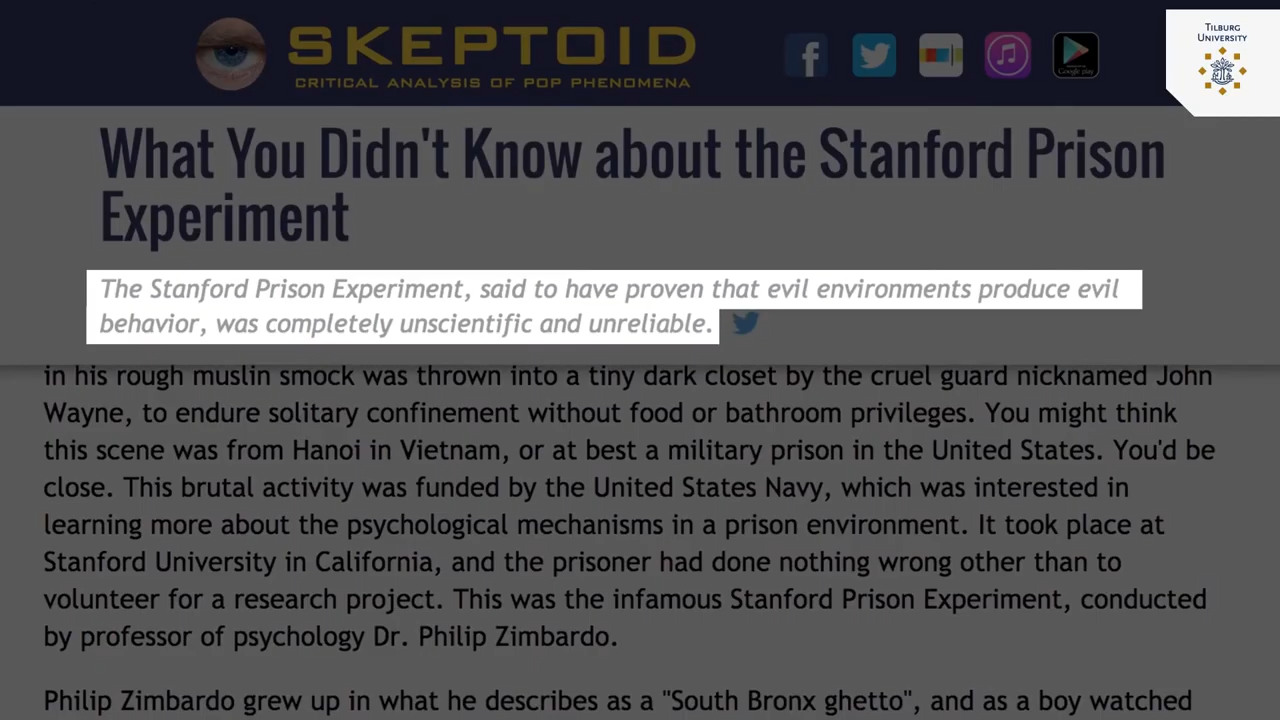 SKEPTOID
CRITICAL ANALYSIS OF POP PHENOMENA
Google play
TILBURG
UNIVERSITY
What You Didn't Know about the Stanford Prison
Experiment
The Stanford Prison Experiment, said to have proven that evil environments produce evil
behavior, was completely unscientific and unreliable.
in his rough muslin smock was thrown into a tiny dark closet by the cruel guard nicknamed John
Wayne, to endure solitary confinement without food or bathroom privileges. You might think
this scene was from Hanoi in Vietnam, or at best a military prison in the United States. You'd be
close. This brutal activity was funded by the United States Navy, which was interested in
learning more about the psychological mechanisms in a prison environment. It took place at
Stanford University in California, and the prisoner had done nothing wrong other than to
volunteer for a research project. This was the infamous Stanford Prison Experiment, conducted
by professor of psychology Dr. Philip Zimbardo.
Philip Zimbardo grew up in what he describes as a "South Bronx ghetto", and as a boy watched